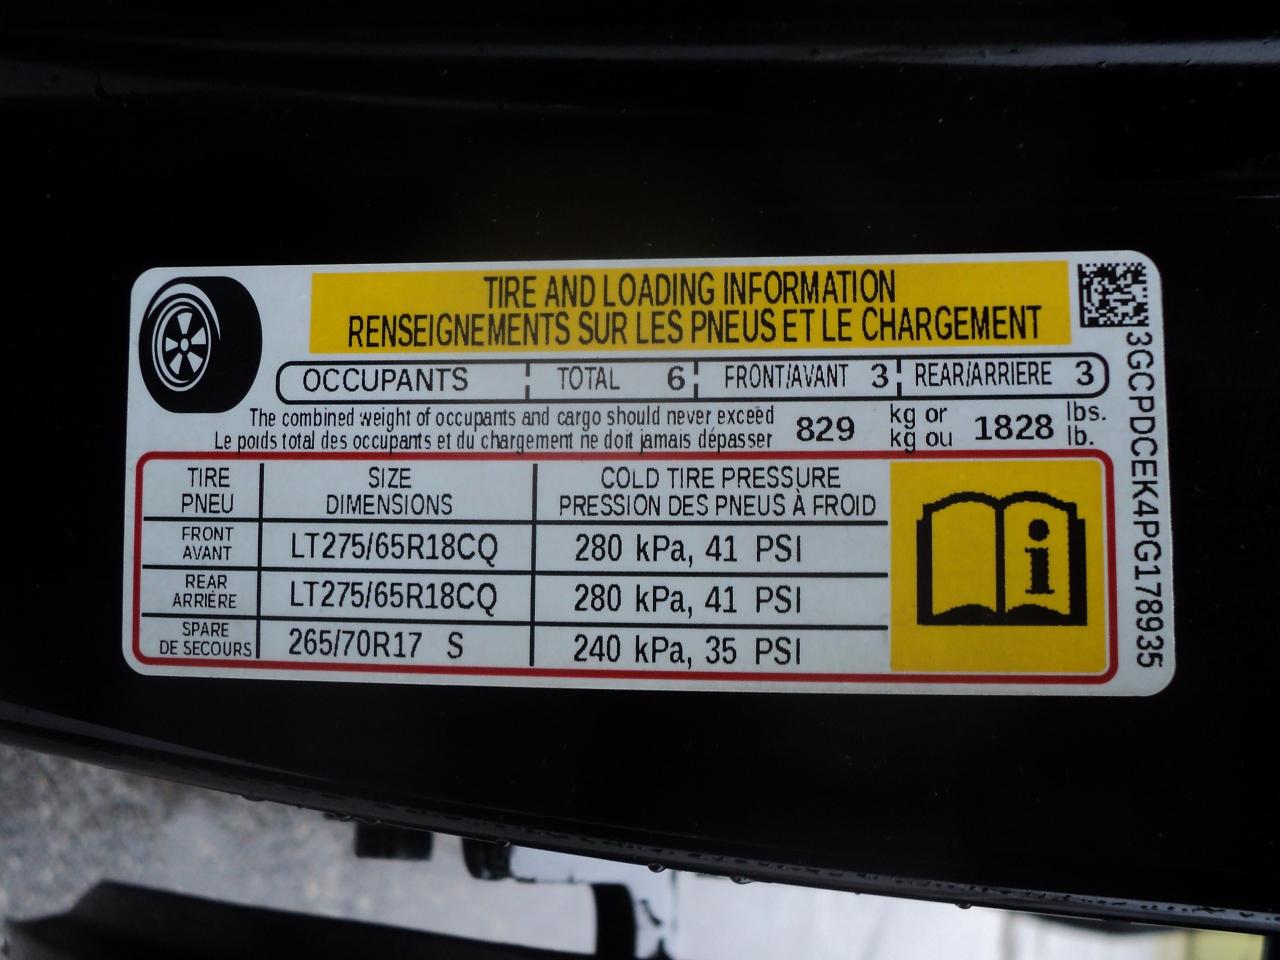 TIRE AND LOADING INFORMATION
RENSEIGNEMENTS SUR LES PNEUS ET LE CHARGEMENT
OCCUPANTS TOTAL 6 FRONT/AVANT 3 REAR/ARRIERE 3
The combined weight of occupants and cargo should never exceed 829 kg or 1828 lbs.
Le poids total des occupants et du chargement ne doit jamais dépasser kg ou lb.
TIRE SIZE COLD TIRE PRESSURE
PNEU DIMENSIONS PRESSION DES PNEUS À FROID
FRONT
AVANT LT275/65R18CQ 280 kPa, 41 PSI
REAR
ARRIÉRE LT275/65R18CQ 280 kPa, 41 PSI
SPARE
DE SECOURS 265/70R17 S 240 kPa, 35 PSI
3GCPDCEK4PG178935